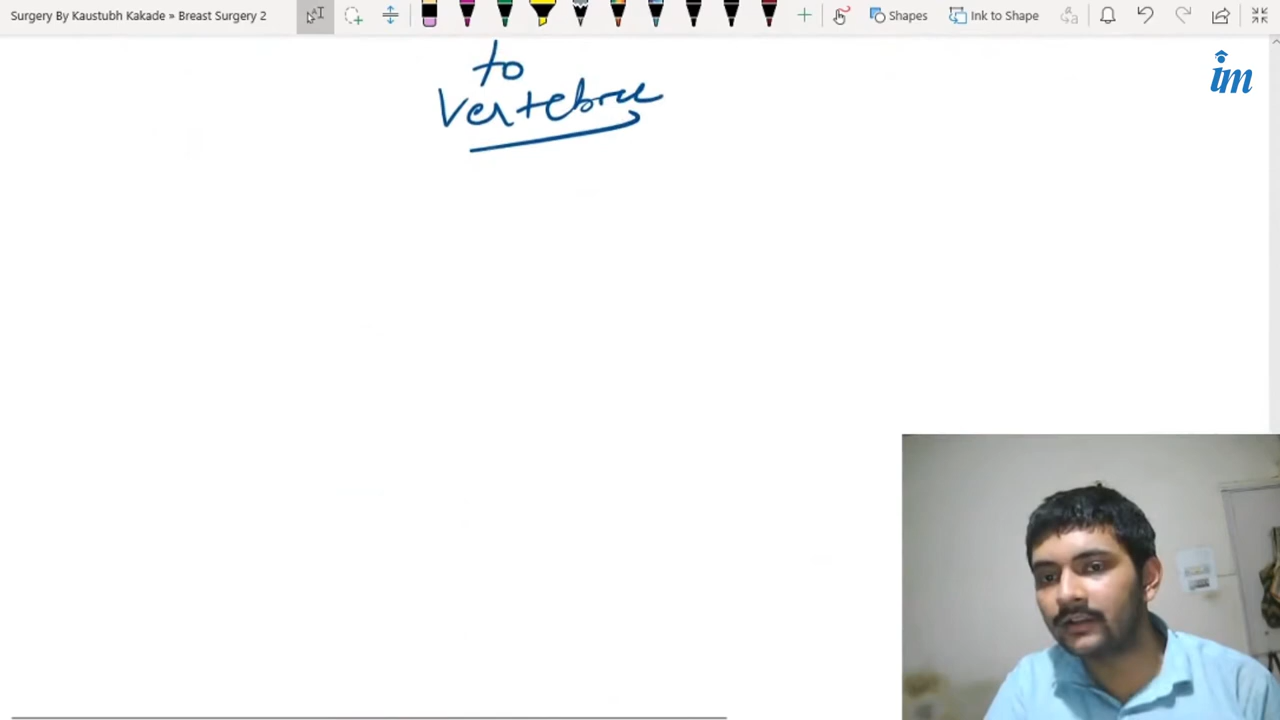 Surgery By Kaustubh Kakade » Breast Surgery 2
Shapes
Ink to Shape
im
to
Vertebrae